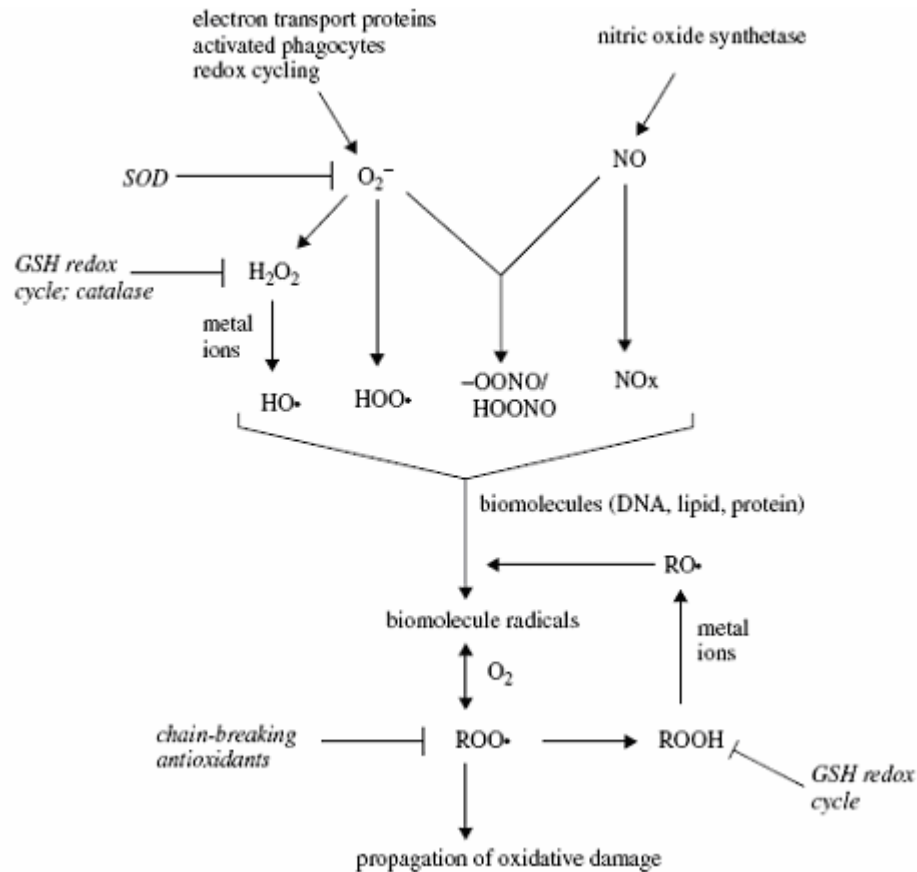 electron transport proteins
activated phagocytes
redox cycling
nitric oxide synthetase
SOD
O₂⁻
NO
GSH redox
cycle; catalase
H₂O₂
metal
ions
HO•
HOO•
–OONO/
HOONO
NOx
biomolecules (DNA, lipid, protein)
RO•
biomolecule radicals
metal
ions
O₂
chain-breaking
antioxidants
ROO•
ROOH
GSH redox
cycle
propagation of oxidative damage